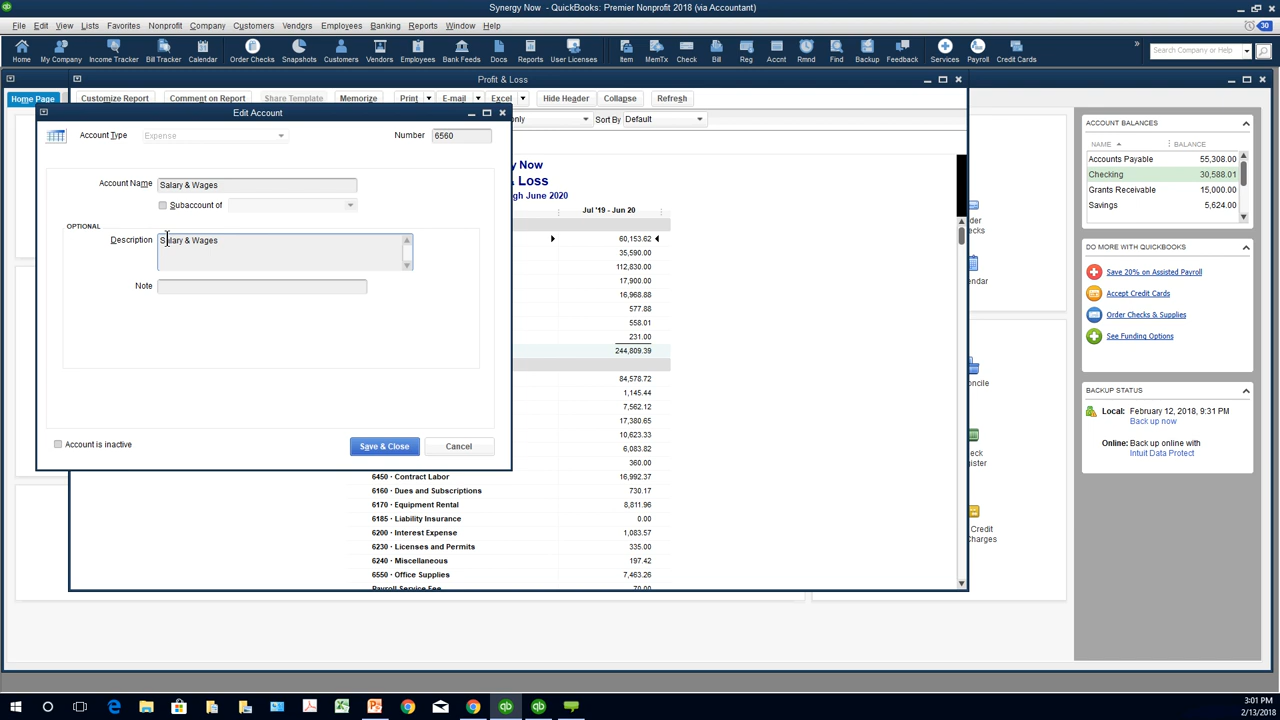 Synergy Now - QuickBooks: Premier Nonprofit 2018 (via Accountant)
File Edit View Lists Favorites Nonprofit Company Customers Vendors Employees Banking Reports Window Help
30
Home My Company Income Tracker Bill Tracker Calendar Order Checks Snapshots Customers Vendors Employees Bank Feeds Docs Reports User Licenses Item MemTx Check Bill Reg Accnt Rmnd Find Backup Feedback Services Payroll Credit Cards
Search Company or Help
Profit & Loss
Home Page
Customize Report Comment on Report Share Template Memorize Print E-mail Excel Hide Header Collapse Refresh
Edit Account
Sort By Default
Account Type Expense Number 6560
Account Name Salary & Wages
Subaccount of
OPTIONAL
Description Salary & Wages
Note
Account is inactive
Save & Close Cancel
Jul '19 - Jun 20
60,153.62
35,590.00
112,830.00
17,900.00
16,968.88
577.88
558.01
231.00
244,809.39
84,578.72
1,145.44
7,562.12
17,380.65
10,623.33
6,083.82
360.00
6450 · Contract Labor 16,992.37
6160 · Dues and Subscriptions 730.17
6170 · Equipment Rental 8,811.96
6185 · Liability Insurance 0.00
6200 · Interest Expense 1,083.57
6230 · Licenses and Permits 335.00
6240 · Miscellaneous 197.42
6550 · Office Supplies 7,463.26
Payroll Service Fee 70.00
ACCOUNT BALANCES
NAME BALANCE
Accounts Payable 55,308.00
Checking 30,588.01
Grants Receivable 15,000.00
Savings 5,624.00
DO MORE WITH QUICKBOOKS
Save 20% on Assisted Payroll
Accept Credit Cards
Order Checks & Supplies
See Funding Options
BACKUP STATUS
Local: February 12, 2018, 9:31 PM
Back up now
Online: Back up online with
Intuit Data Protect
3:01 PM
2/13/2018